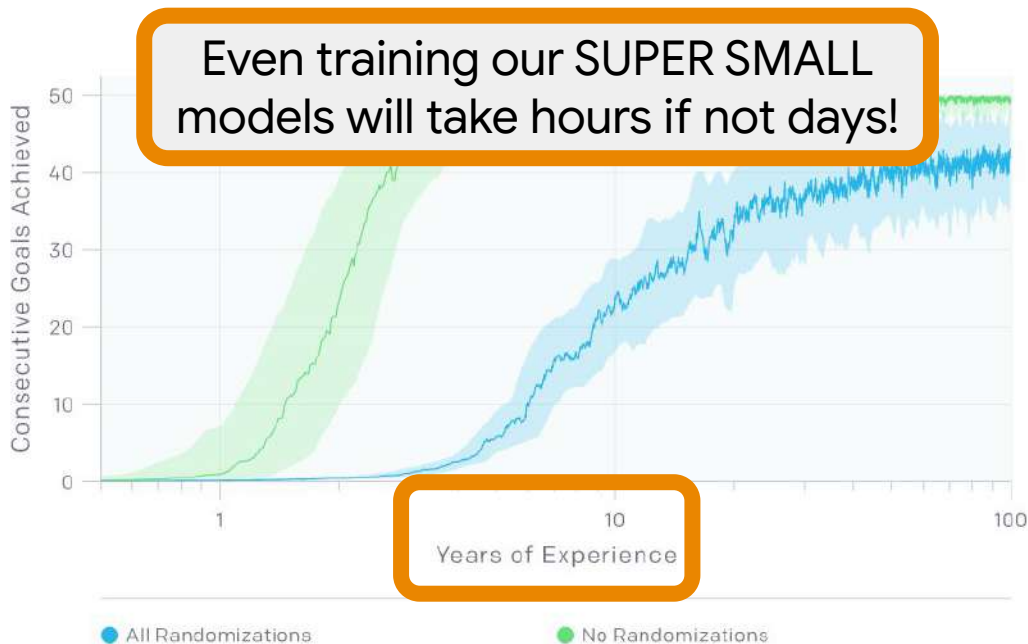 Even training our SUPER SMALL
models will take hours if not days!
Consecutive Goals Achieved
50
40
30
20
10
0
1
10
100
Years of Experience
All Randomizations
No Randomizations